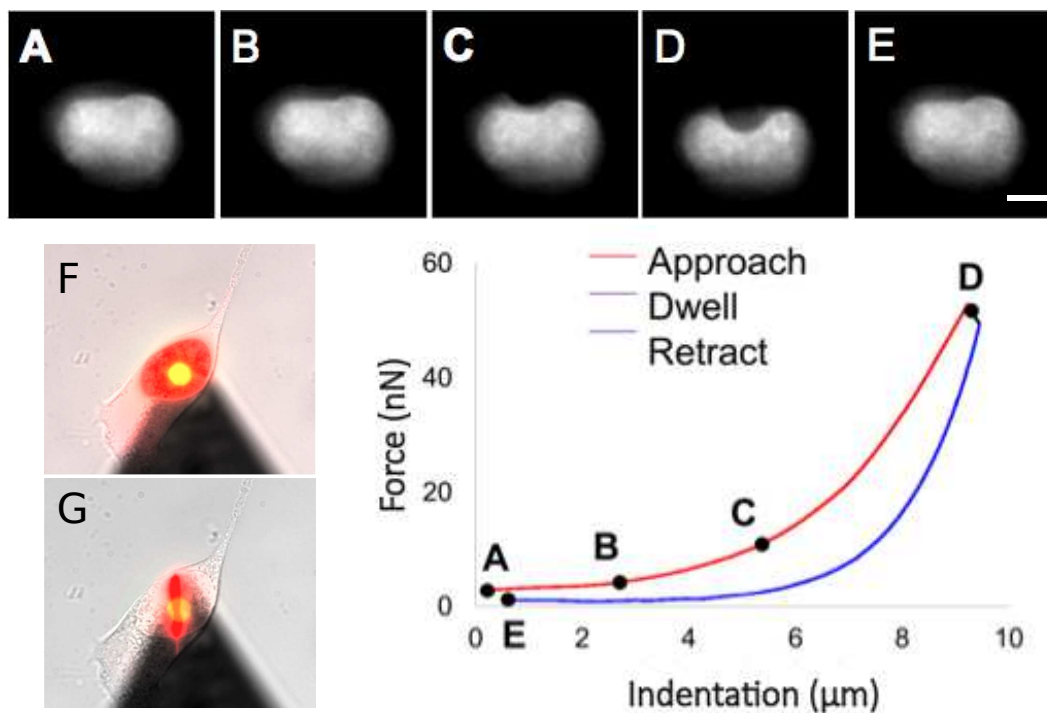 A B C D E
F
G
Approach
Dwell
Retract
60
40
20
0
Force (nN)
A
B
C
D
E
0 2 4 6 8 10
Indentation (µm)